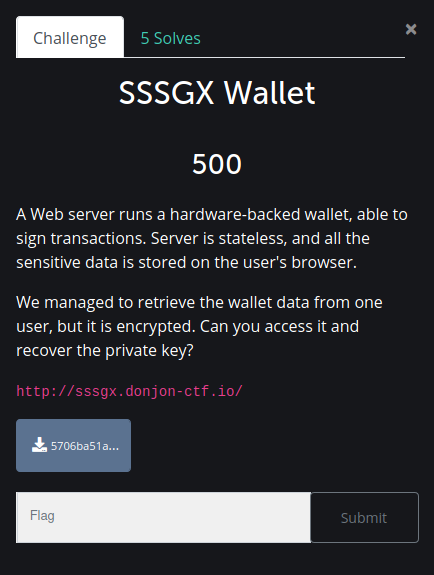 Challenge
5 Solves
×
SSSGX Wallet
500
A Web server runs a hardware-backed wallet, able to
sign transactions. Server is stateless, and all the
sensitive data is stored on the user's browser.
We managed to retrieve the wallet data from one
user, but it is encrypted. Can you access it and
recover the private key?
http://sssgx.donjon-ctf.io/
5706ba51a...
Flag
Submit